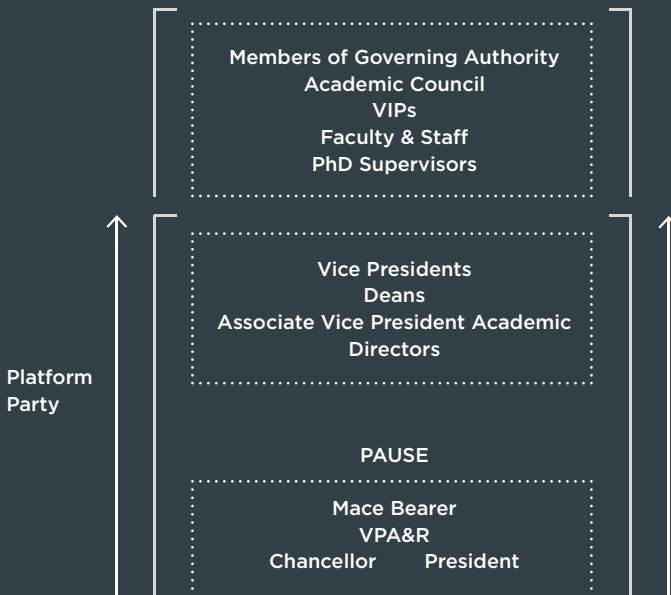 Members of Governing Authority
Academic Council
VIPs
Faculty & Staff
PhD Supervisors
Vice Presidents
Deans
Associate Vice President Academic
Directors
Platform
Party
PAUSE
Mace Bearer
VPA&R
Chancellor President